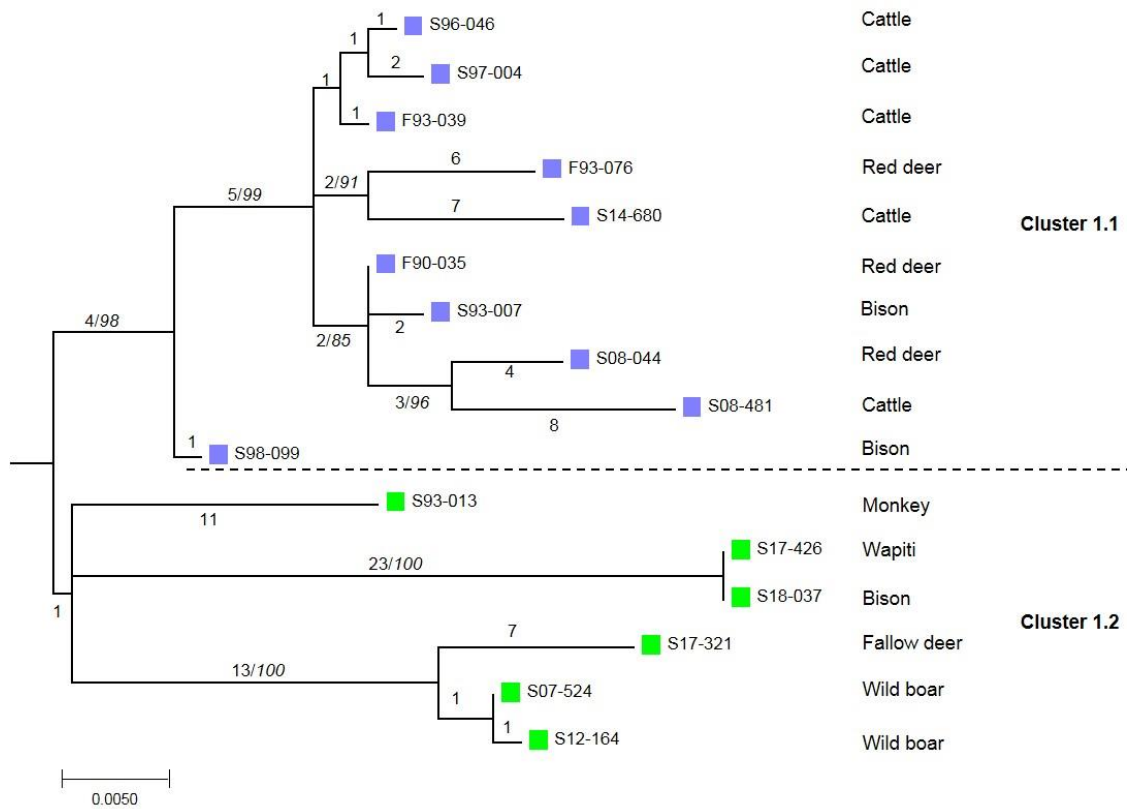 1 S96-046 Cattle
1
2 S97-004 Cattle
1
1 F93-039 Cattle
6 F93-076 Red deer
2/91
5/99
7 S14-680 Cattle
Cluster 1.1
F90-035 Red deer
S93-007 Bison
2
4/98
2/85
S08-044 Red deer
4
3/96
S08-481 Cattle
8
1 S98-099 Bison
S93-013 Monkey
11
S17-426 Wapiti
23/100
S18-037 Bison
1
Cluster 1.2
7 S17-321 Fallow deer
13/100
S07-524 Wild boar
1
1 S12-164 Wild boar
0.0050